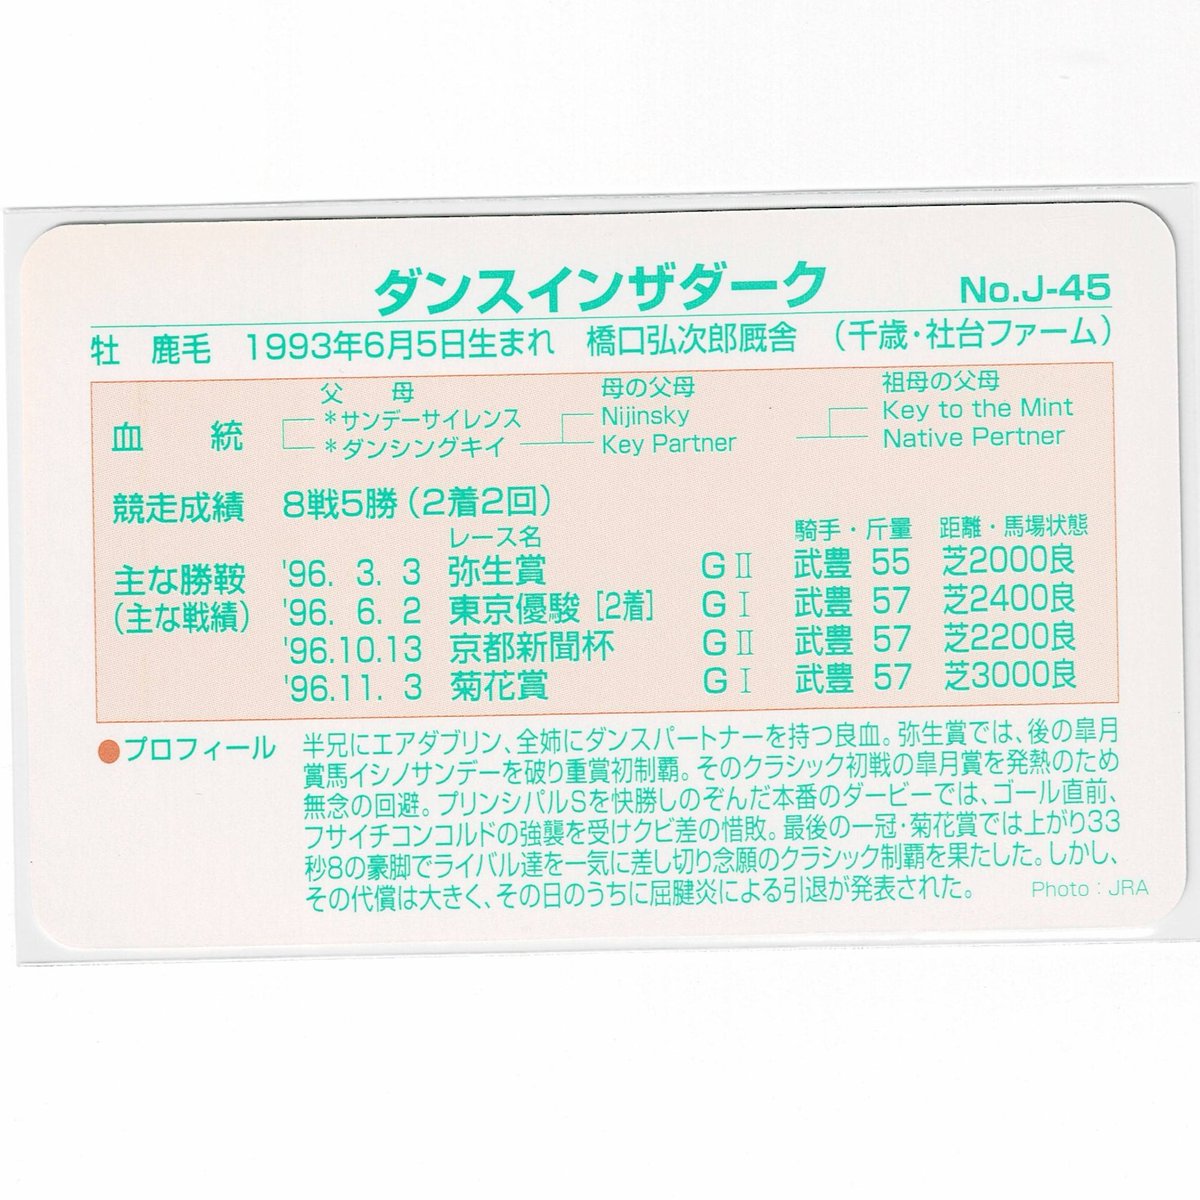 ダンスインザダーク No.J-45
牡 鹿毛 1993年6月5日生まれ 橋口弘次郎厩舎 (千歳・社台ファーム)
父 母 母の父母 祖母の父母
血統 *サンデーサイレンス Nijinsky Key to the Mint
*ダンシングキイ Key Partner Native Pertner
競走成績 8戦5勝(2着2回)
レース名 騎手・斤量 距離・馬場状態
主な勝鞍 '96. 3. 3 弥生賞 GⅡ 武豊 55 芝2000良
(主な戦績) '96. 6. 2 東京優駿[2着] GⅠ 武豊 57 芝2400良
'96.10.13 京都新聞杯 GⅡ 武豊 57 芝2200良
'96.11. 3 菊花賞 GⅠ 武豊 57 芝3000良
●プロフィール 半兄にエアダブリン、全姉にダンスパートナーを持つ良血。弥生賞では、後の皐月
賞馬イシノサンデーを破り重賞初制覇。そのクラシック初戦の皐月賞を発熱のため
無念の回避。プリンシパルSを快勝しのぞんだ本番のダービーでは、ゴール直前、
フサイチコンコルドの強襲を受けクビ差の惜敗。最後の一冠・菊花賞では上がり33
秒8の豪脚でライバル達を一気に差し切り念願のクラシック制覇を果たした。しかし、
その代償は大きく、その日のうちに屈腱炎による引退が発表された。 Photo:JRA